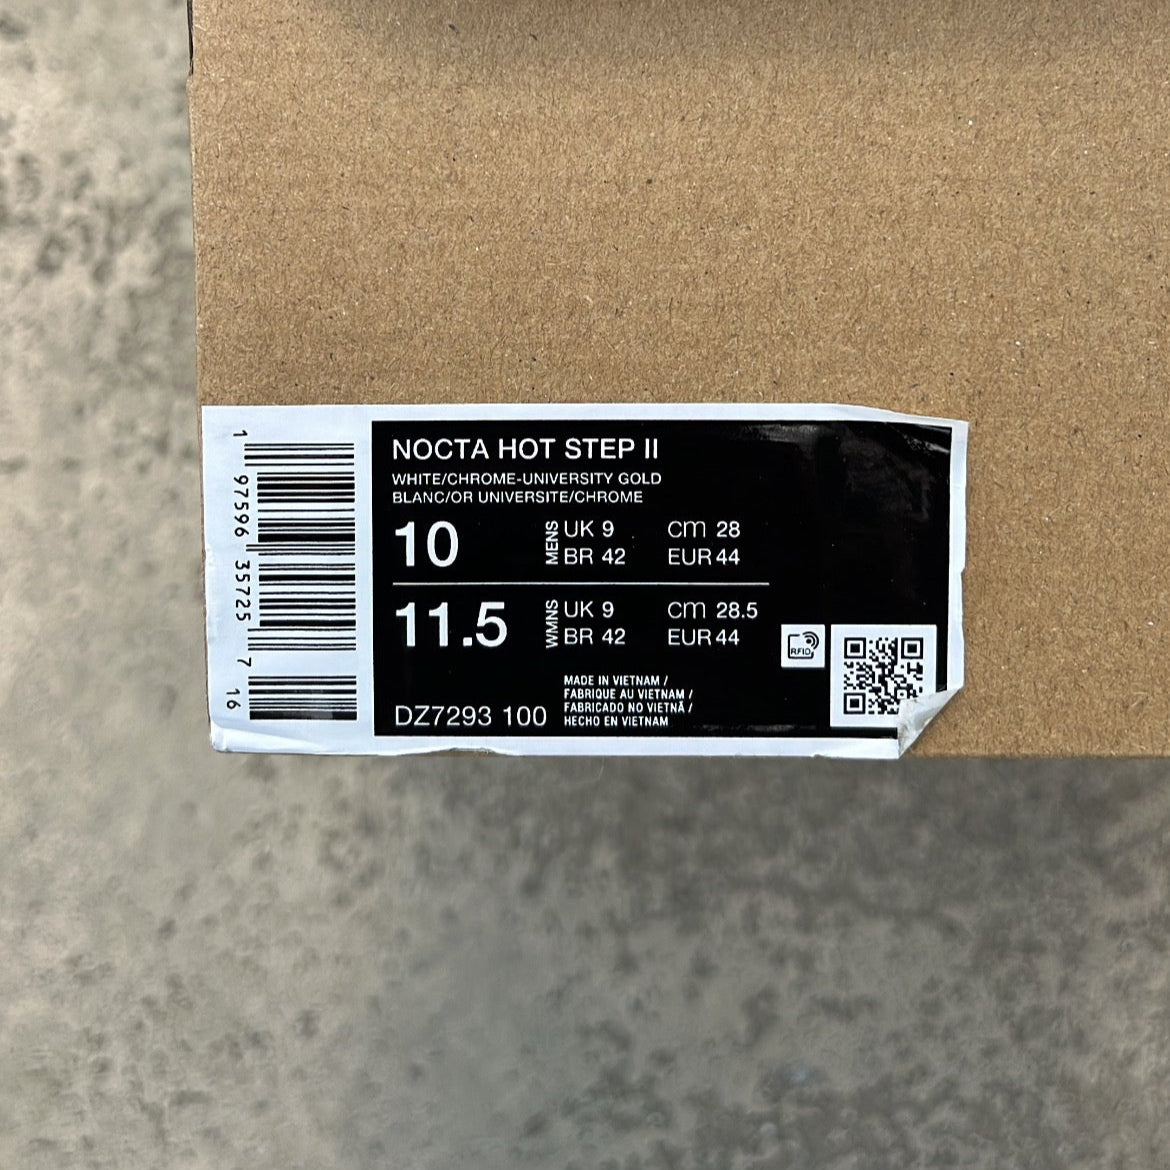 NOCTA HOT STEP II
WHITE/CHROME-UNIVERSITY GOLD
BLANC/OR UNIVERSITE/CHROME
10 MENS UK 9 CM 28
BR 42 EUR 44
11.5 WMNS UK 9 CM 28.5
BR 42 EUR 44
MADE IN VIETNAM /
FABRIQUE AU VIETNAM /
FABRICADO NO VIETNÃ /
HECHO EN VIETNAM
DZ7293 100
RFID
1 97596 35725 7 16